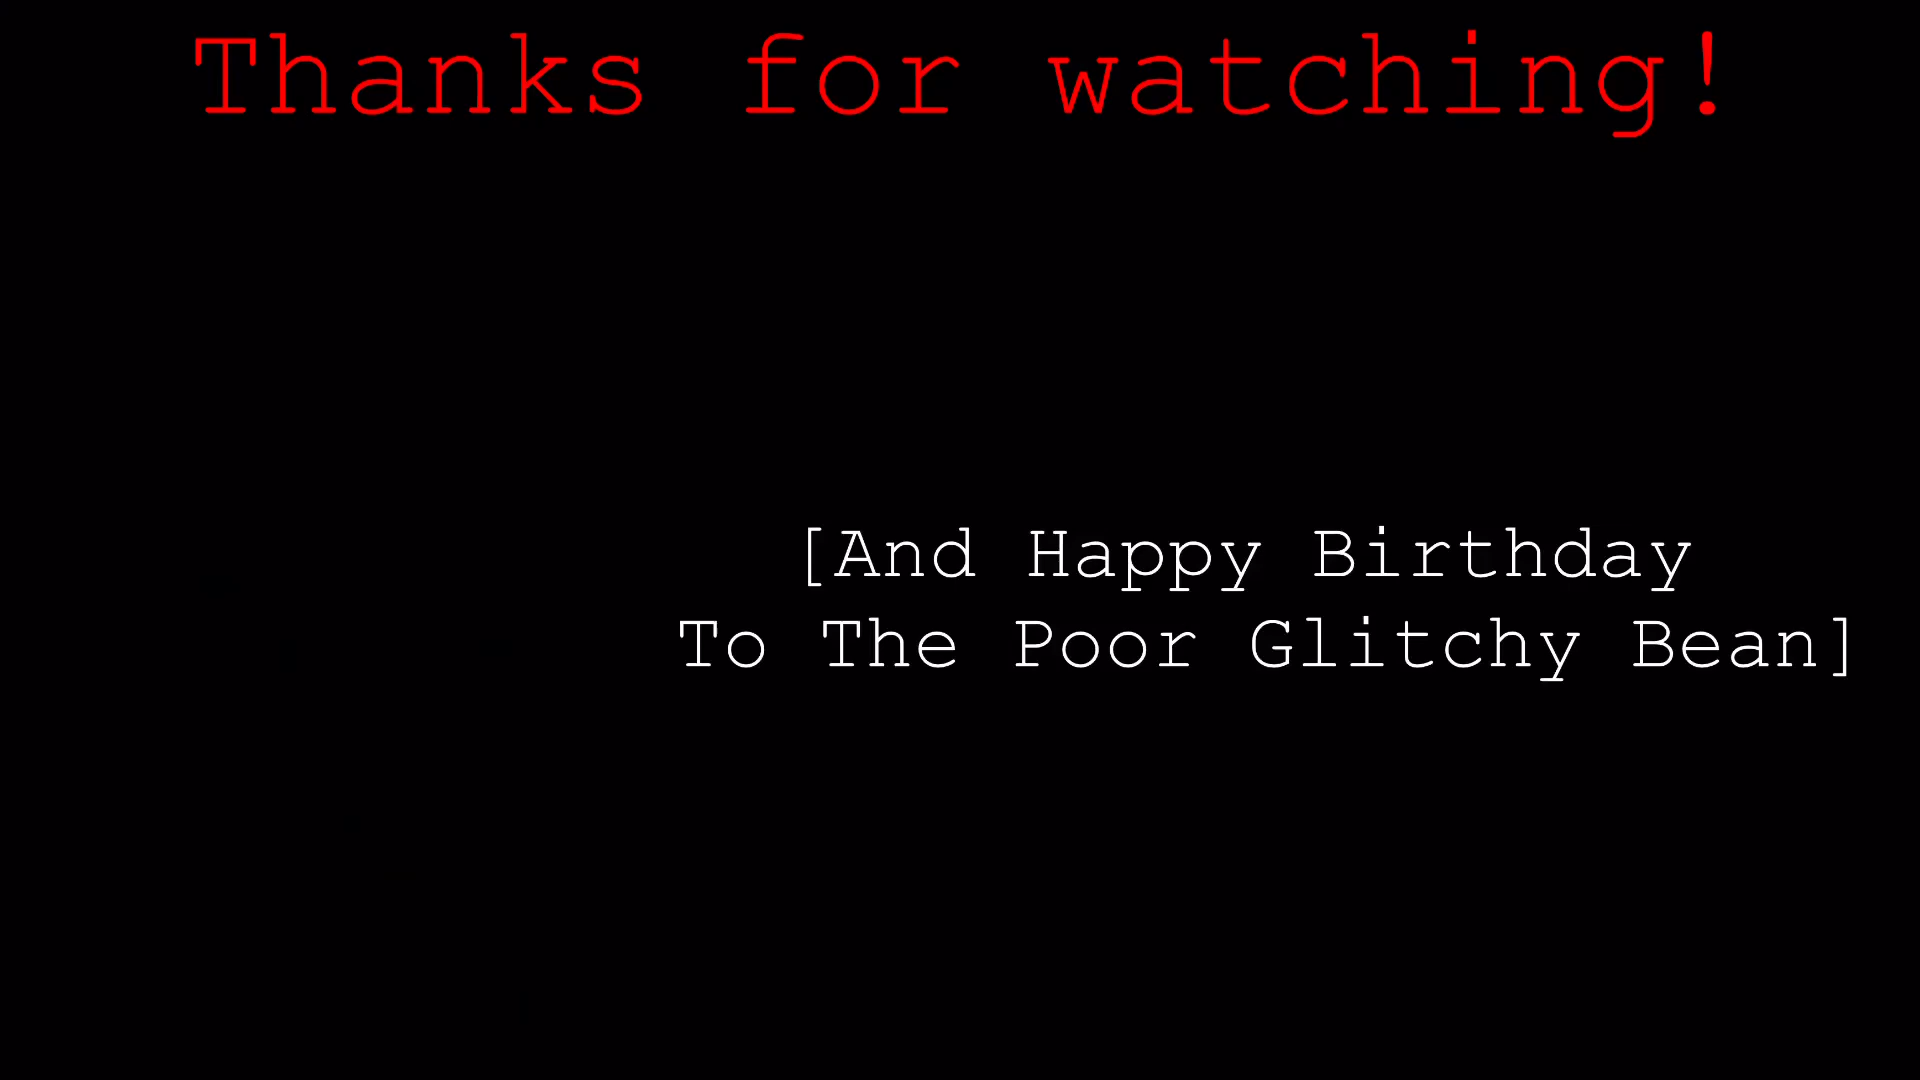 Thanks for watching!
[And Happy Birthday
To The Poor Glitchy Bean]